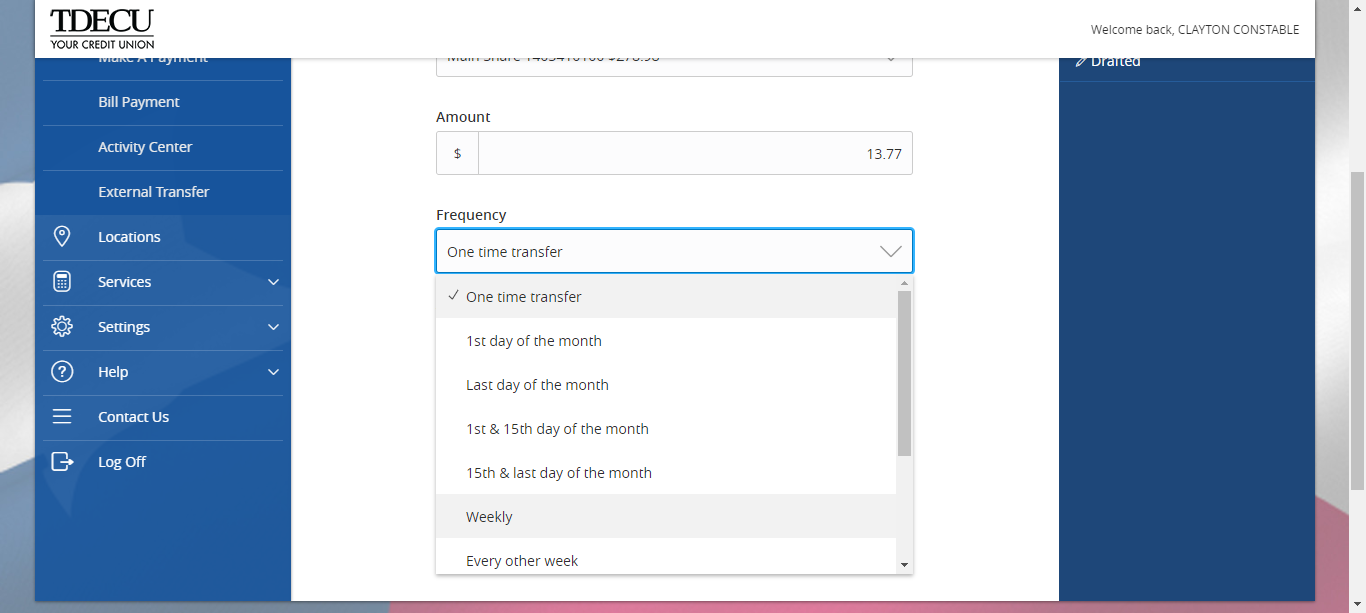 TDECU
YOUR CREDIT UNION
Welcome back, CLAYTON CONSTABLE
Make A Payment
Bill Payment
Activity Center
External Transfer
Locations
Services
Settings
Help
Contact Us
Log Off
Amount
$ 13.77
Frequency
One time transfer
One time transfer
1st day of the month
Last day of the month
1st & 15th day of the month
15th & last day of the month
Weekly
Every other week
Drafted